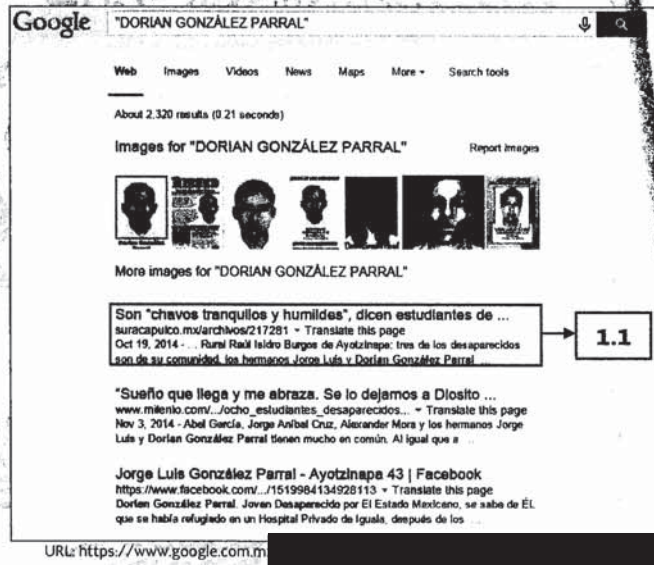 Google "DORIAN GONZÁLEZ PARRAL"
Web Images Videos News Maps More Search tools
About 2,320 results (0.21 seconds)
Images for "DORIAN GONZÁLEZ PARRAL" Report images
More images for "DORIAN GONZÁLEZ PARRAL"
Son "chavos tranquilos y humildes", dicen estudiantes de ...
suracapulco.mx/archivos/217281 Translate this page
Oct 19, 2014 - ... Rural Raúl Isidro Burgos de Ayotzinapa: tres de los desaparecidos
son de su comunidad, los hermanos Jorge Luis y Dorian González Parral ...
1.1
"Sueño que llega y me abraza. Se lo dejamos a Diosito ...
www.milenio.com/.../ocho_estudiantes_desaparecidos... Translate this page
Nov 3, 2014 - Abel García, Jorge Aníbal Cruz, Alexander Mora y los hermanos Jorge
Luis y Dorian González Parral tienen mucho en común. Al igual que a ...
Jorge Luis González Parral - Ayotzinapa 43 | Facebook
https://www.facebook.com/.../1519984134928113 Translate this page
Dorian González Parral. Joven Desaparecido por El Estado Mexicano, se sabe de ÉL
que se había refugiado en un Hospital Privado de Iguala, después de los ...
URL: https://www.google.com.m